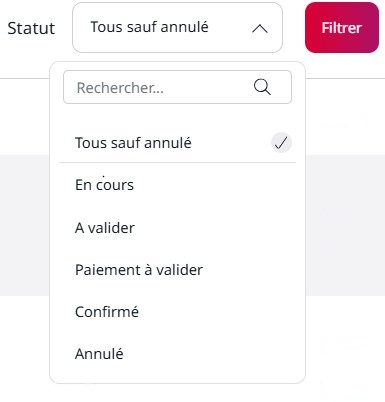 Statut
Tous sauf annulé
Filtrer
Rechercher...
Tous sauf annulé
En cours
A valider
Paiement à valider
Confirmé
Annulé